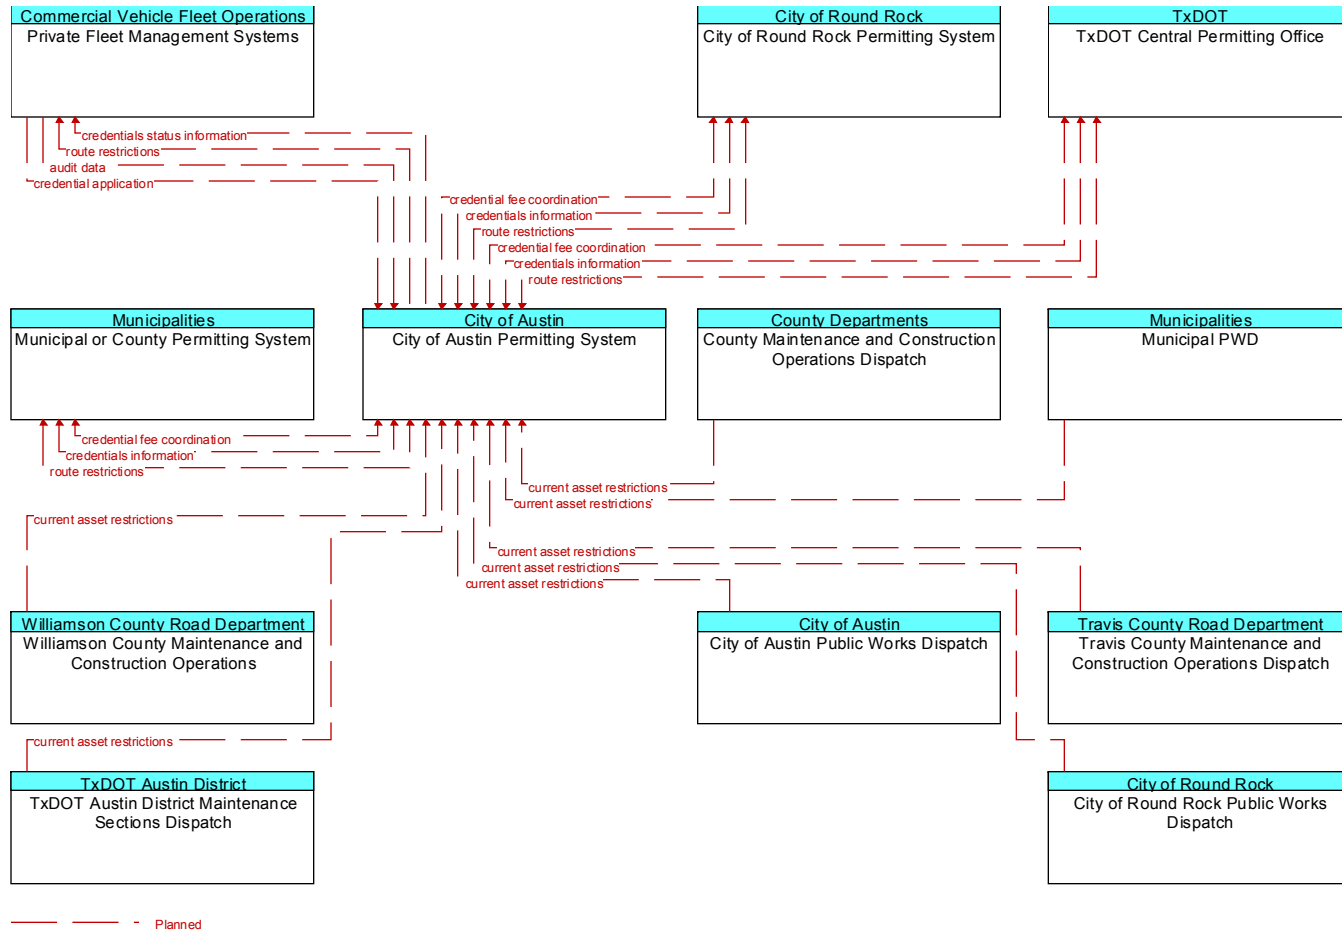 Commercial Vehicle Fleet Operations
Private Fleet Management Systems
City of Round Rock
City of Round Rock Permitting System
TxDOT
TxDOT Central Permitting Office
credentials status information
route restrictions
audit data
credential application
credential fee coordination
credentials information
route restrictions
credential fee coordination
credentials information
route restrictions
Municipalities
Municipal or County Permitting System
City of Austin
City of Austin Permitting System
County Departments
County Maintenance and Construction
Operations Dispatch
Municipalities
Municipal PWD
credential fee coordination
credentials information
route restrictions
current asset restrictions
current asset restrictions
current asset restrictions
current asset restrictions
current asset restrictions
current asset restrictions
Williamson County Road Department
Williamson County Maintenance and
Construction Operations
City of Austin
City of Austin Public Works Dispatch
Travis County Road Department
Travis County Maintenance and
Construction Operations Dispatch
current asset restrictions
TxDOT Austin District
TxDOT Austin District Maintenance
Sections Dispatch
City of Round Rock
City of Round Rock Public Works
Dispatch
Planned